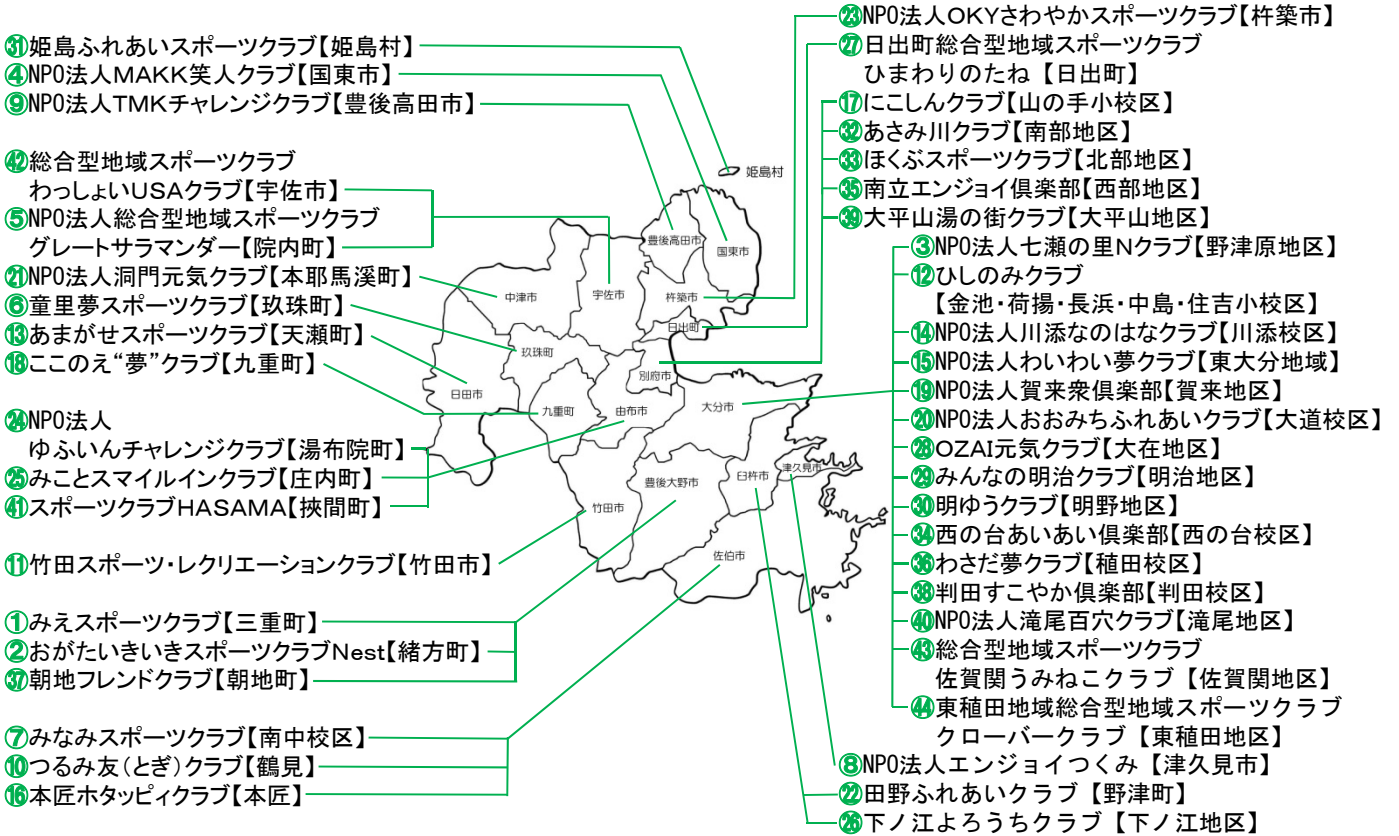 ㉛姫島ふれあいスポーツクラブ【姫島村】
④NPO法人MAKK笑人クラブ【国東市】
⑨NPO法人TMKチャレンジクラブ【豊後高田市】
㊷総合型地域スポーツクラブ
わっしょいUSAクラブ【宇佐市】
⑤NPO法人総合型地域スポーツクラブ
グレートサラマンダー【院内町】
㉑NPO法人洞門元気クラブ【本耶馬溪町】
⑥童里夢スポーツクラブ【玖珠町】
⑬あまがせスポーツクラブ【天瀬町】
⑱ここのえ“夢”クラブ【九重町】
㉔NPO法人
ゆふいんチャレンジクラブ【湯布院町】
㉕みことスマイルインクラブ【庄内町】
㊶スポーツクラブHASAMA【挾間町】
⑪竹田スポーツ・レクリエーションクラブ【竹田市】
①みえスポーツクラブ【三重町】
②おがたいきいきスポーツクラブNest【緒方町】
㊲朝地フレンドクラブ【朝地町】
⑦みなみスポーツクラブ【南中校区】
⑩つるみ友（とぎ）クラブ【鶴見】
⑯本匠ホタッピィクラブ【本匠】
姫島村
豊後高田市
国東市
中津市
宇佐市
杵築市
日出町
玖珠町
別府市
日田市
九重町
由布市
大分市
津久見市
臼杵市
豊後大野市
竹田市
佐伯市
㉓NPO法人OKYさわやかスポーツクラブ【杵築市】
㉗日出町総合型地域スポーツクラブ
ひまわりのたね【日出町】
⑰にこしんクラブ【山の手小校区】
㉜あさみ川クラブ【南部地区】
㉝ほくぶスポーツクラブ【北部地区】
㉟南立エンジョイ倶楽部【西部地区】
㊴大平山湯の街クラブ【大平山地区】
③NPO法人七瀬の里Nクラブ【野津原地区】
⑫ひしのみクラブ
【金池・荷揚・長浜・中島・住吉小校区】
⑭NPO法人川添なのはなクラブ【川添校区】
⑮NPO法人わいわい夢クラブ【東大分地域】
⑲NPO法人賀来衆倶楽部【賀来地区】
⑳NPO法人おおみちふれあいクラブ【大道校区】
㉘OZAI元気クラブ【大在地区】
㉙みんなの明治クラブ【明治地区】
㉚明ゆうクラブ【明野地区】
㉞西の台あいあい倶楽部【西の台校区】
㊱わさだ夢クラブ【稙田校区】
㊳判田すこやか倶楽部【判田校区】
㊵NPO法人滝尾百穴クラブ【滝尾地区】
㊸総合型地域スポーツクラブ
佐賀関うみねこクラブ【佐賀関地区】
㊹東稙田地域総合型地域スポーツクラブ
クローバークラブ【東稙田地区】
⑧NPO法人エンジョイつくみ【津久見市】
㉒田野ふれあいクラブ【野津町】
㉖下ノ江よろうちクラブ【下ノ江地区】